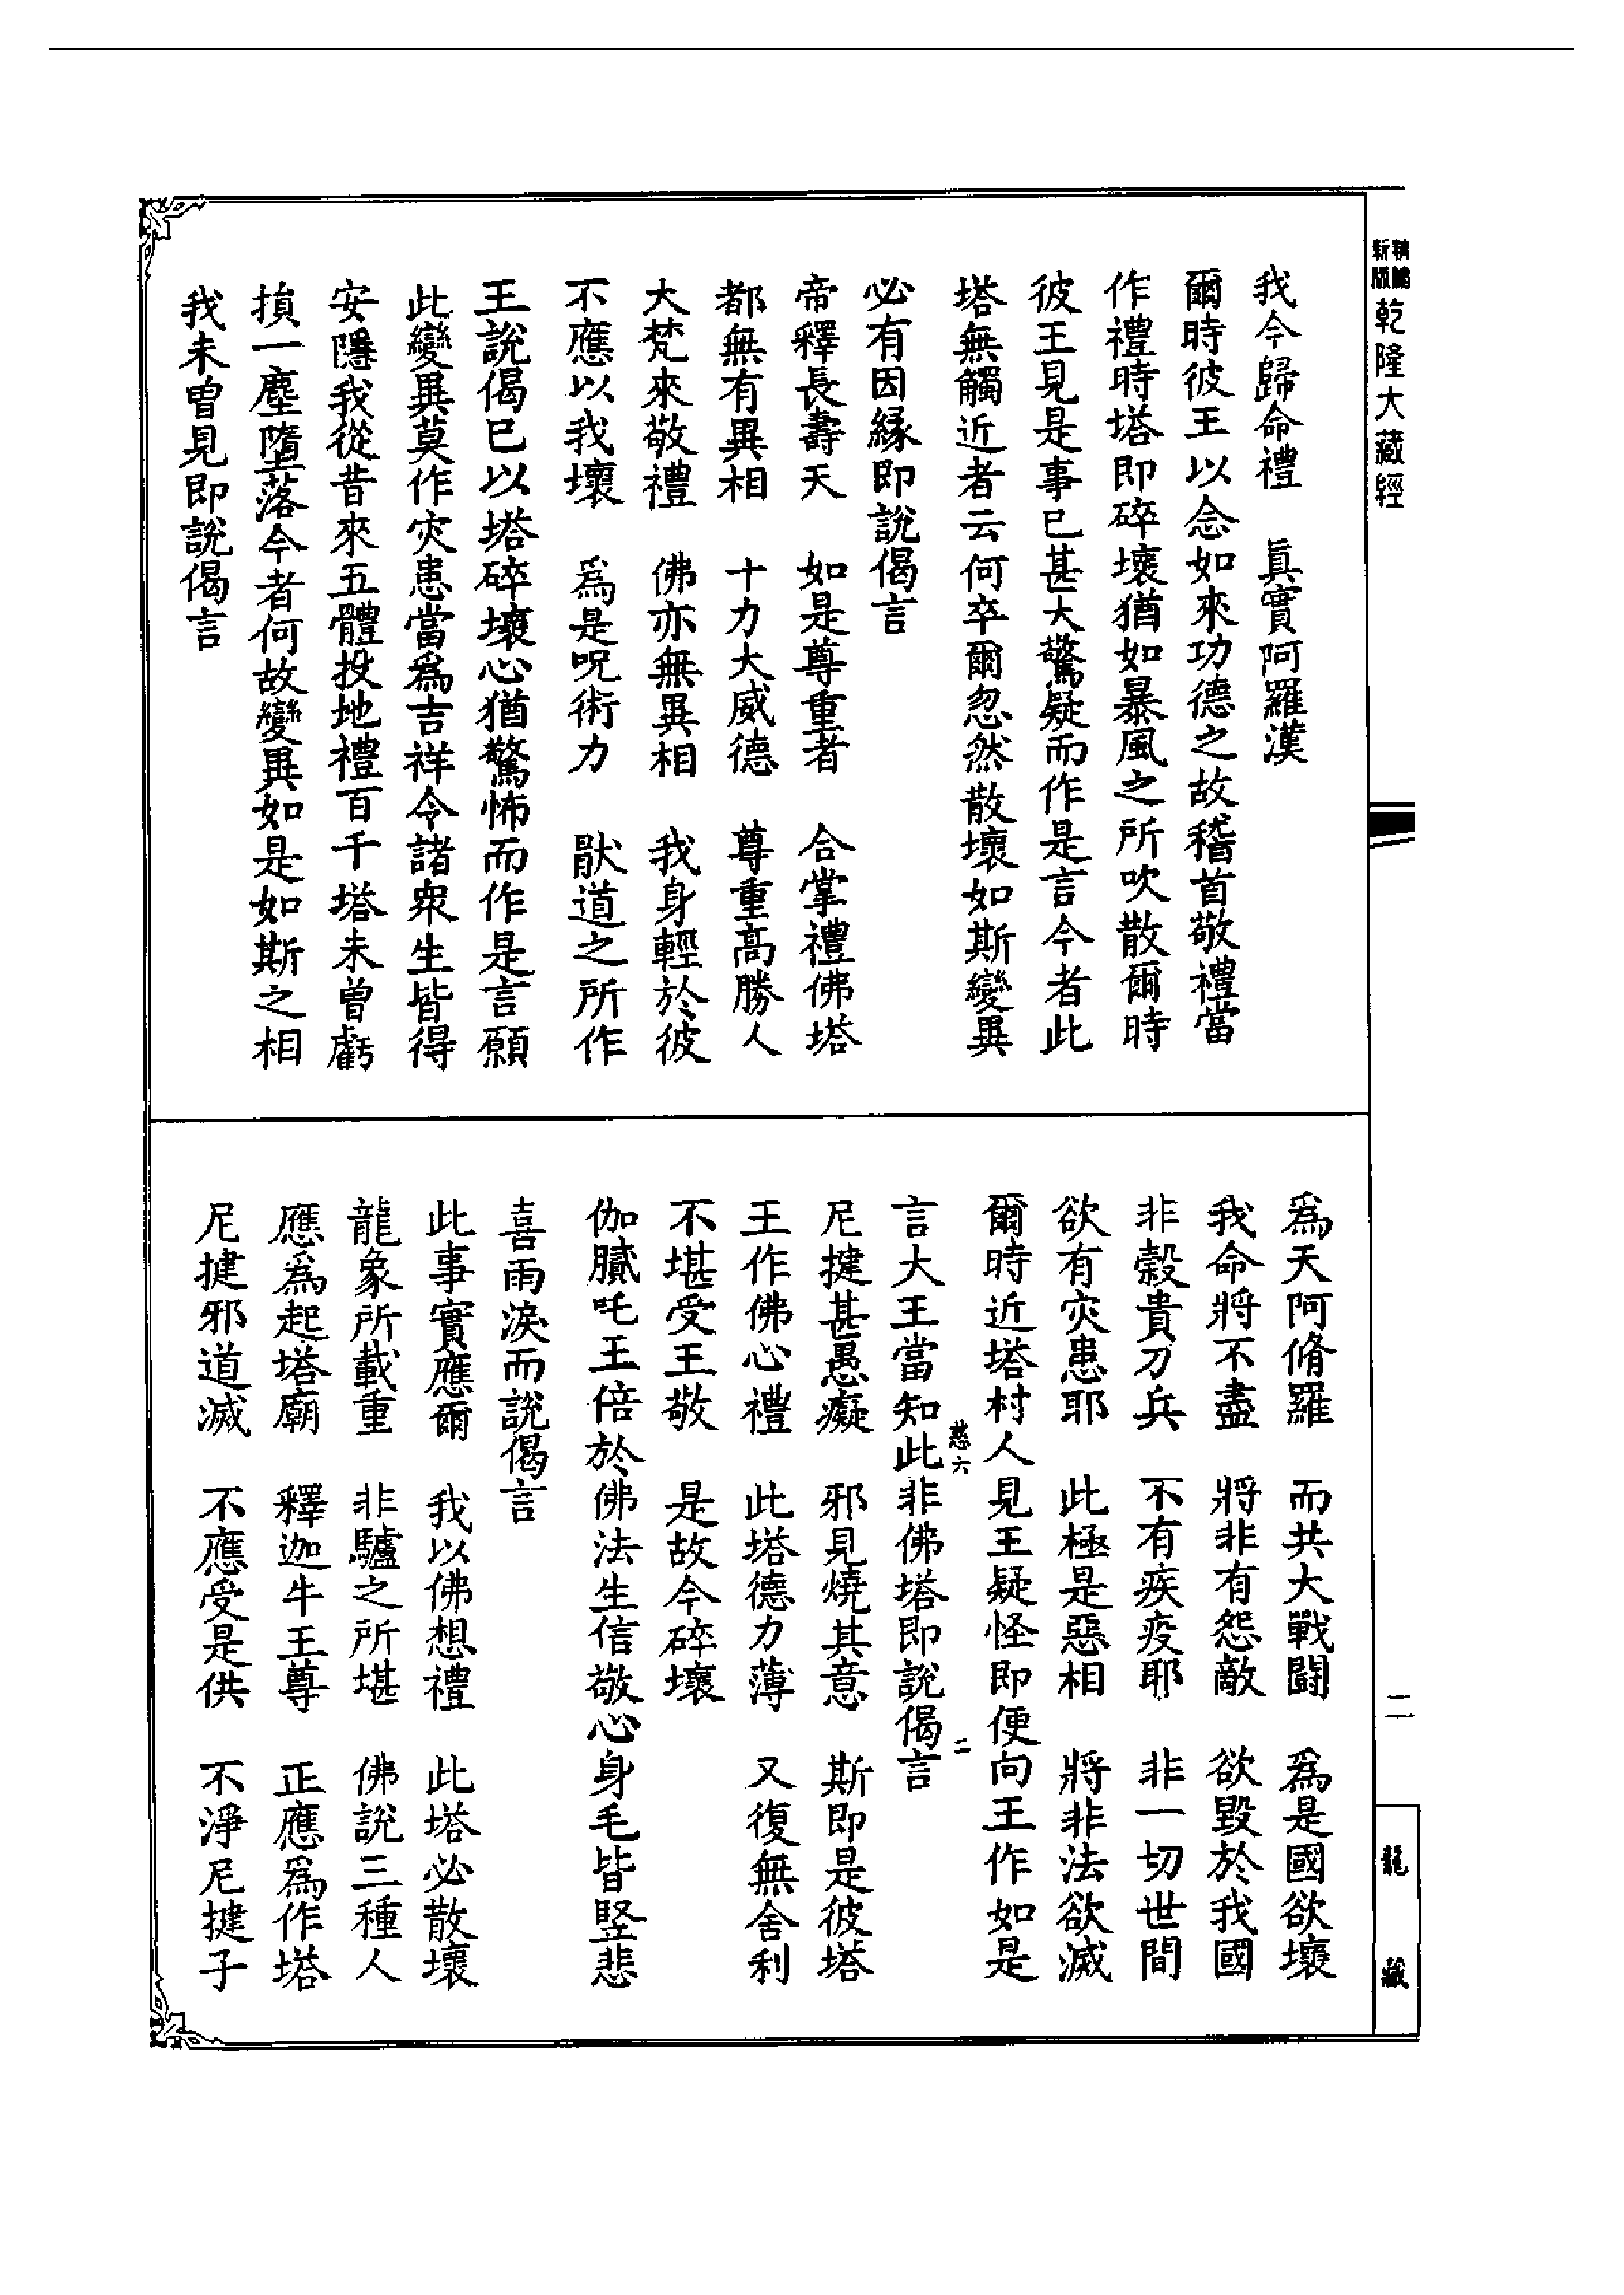 精縮新版乾隆大藏經
我今歸命禮　真實阿羅漢
爾時彼王以念如來功德之故稽首敬禮當
作禮時塔即碎壞猶如暴風之所吹散爾時
彼王見是事已甚大驚疑而作是言今者此
塔無觸近者云何卒爾忽然散壞如斯變異
必有因緣即說偈言
帝釋長壽天　如是尊重者　合掌禮佛塔
都無有異相　十力大威德　尊重高勝人
大梵來敬禮　佛亦無異相　我身輕於彼
不應以我壞　為是呪術力　猒道之所作
王說偈已以塔碎壞心猶驚怖而作是言願
此變異莫作灾患當為吉祥令諸眾生皆得
安隱我從昔來五體投地禮百千塔未曾虧
損一塵墮落今者何故變異如是如斯之相
我未曾見即說偈言
為天阿脩羅　而共大戰鬪　為是國欲壞
我命將不盡　將非有怨敵　欲毀於我國
非穀貴刀兵　不有疾疫耶　非一切世間
欲有灾患耶　此極是惡相　將非法欲滅
爾時近塔村人見王疑怪即便向王作如是
慈六　二
言大王當知此非佛塔即說偈言
尼揵甚愚癡　邪見燒其意　斯即是彼塔
王作佛心禮　此塔德力薄　又復無舍利
不堪受王敬　是故今碎壞
伽膩吒王倍於佛法生信敬心身毛皆竪悲
喜雨淚而說偈言
此事實應爾　我以佛想禮　此塔必散壞
龍象所載重　非驢之所堪　佛說三種人
應為起塔廟　釋迦牛王尊　正應為作塔
尼揵邪道滅　不應受是供　不淨尼揵子
二
龍藏